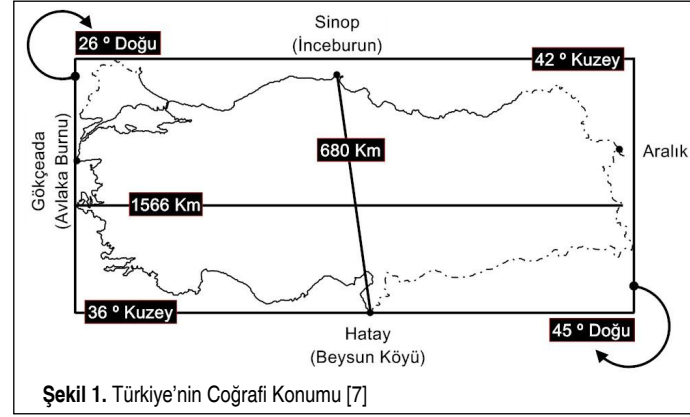 26 º Doğu
Sinop
(İnceburun)
42 º Kuzey
Gökçeada
(Avlaka Burnu)
680 Km
Aralık
1566 Km
36 º Kuzey
Hatay
(Beysun Köyü)
45 º Doğu
Şekil 1. Türkiye’nin Coğrafi Konumu [7]